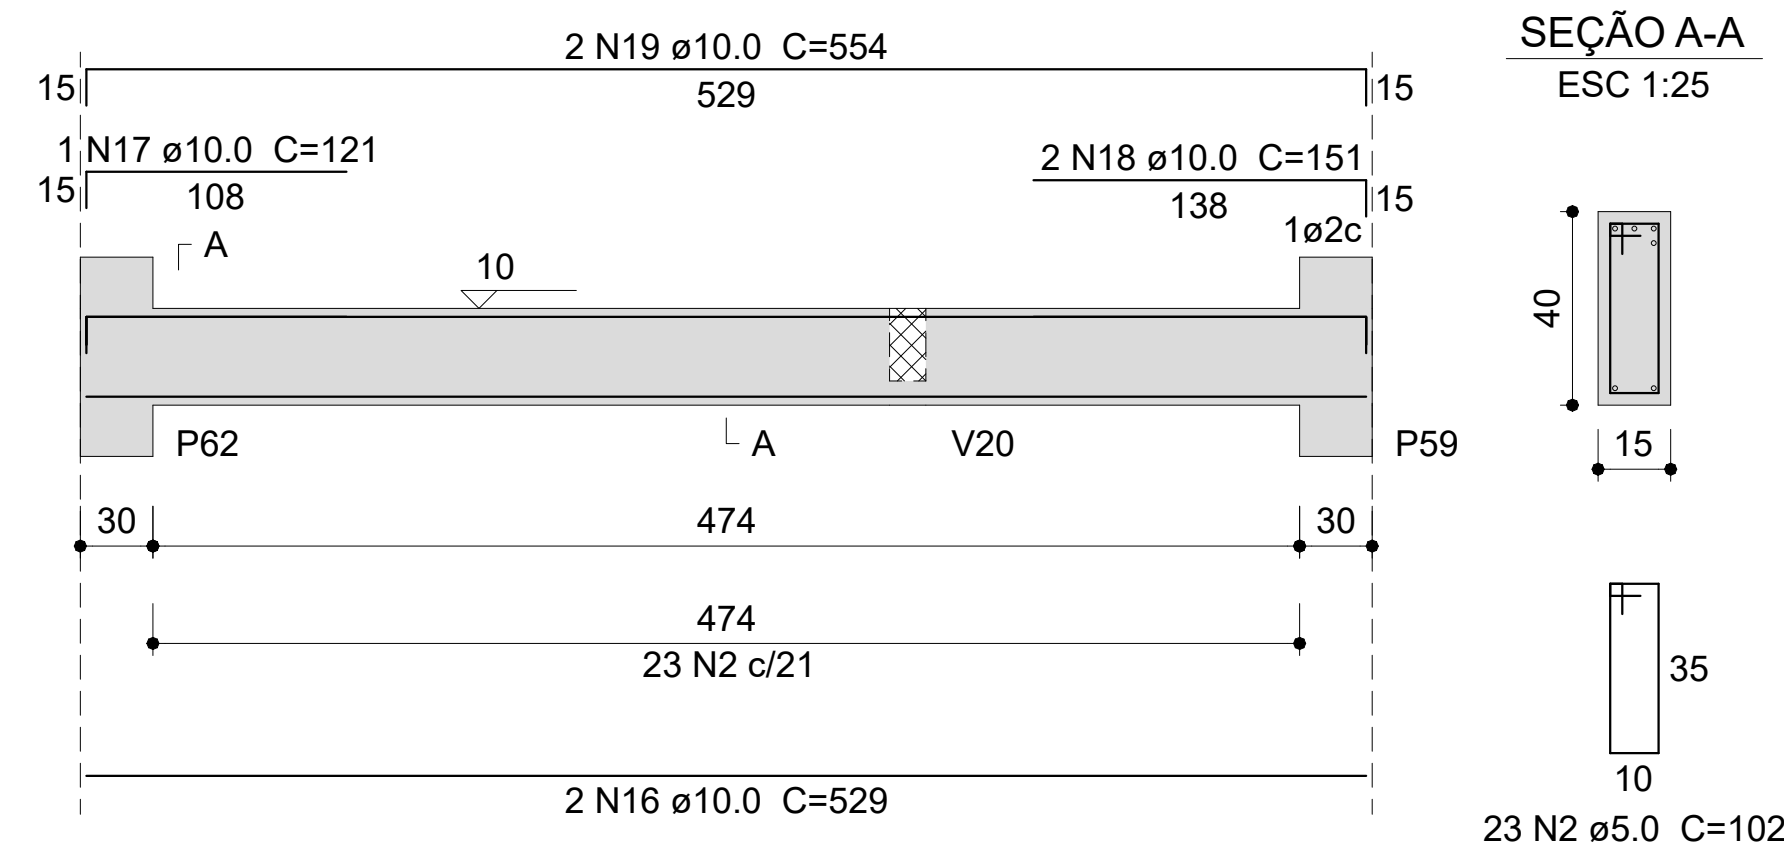 2 N19 ø10.0 C=554
15
529
15
1 N17 ø10.0 C=121
15
108
2 N18 ø10.0 C=151
138
15
1ø2c
A
10
P62
A
V20
P59
30
474
30
474
23 N2 c/21
2 N16 ø10.0 C=529
SEÇÃO A-A
ESC 1:25
40
15
35
10
23 N2 ø5.0 C=102